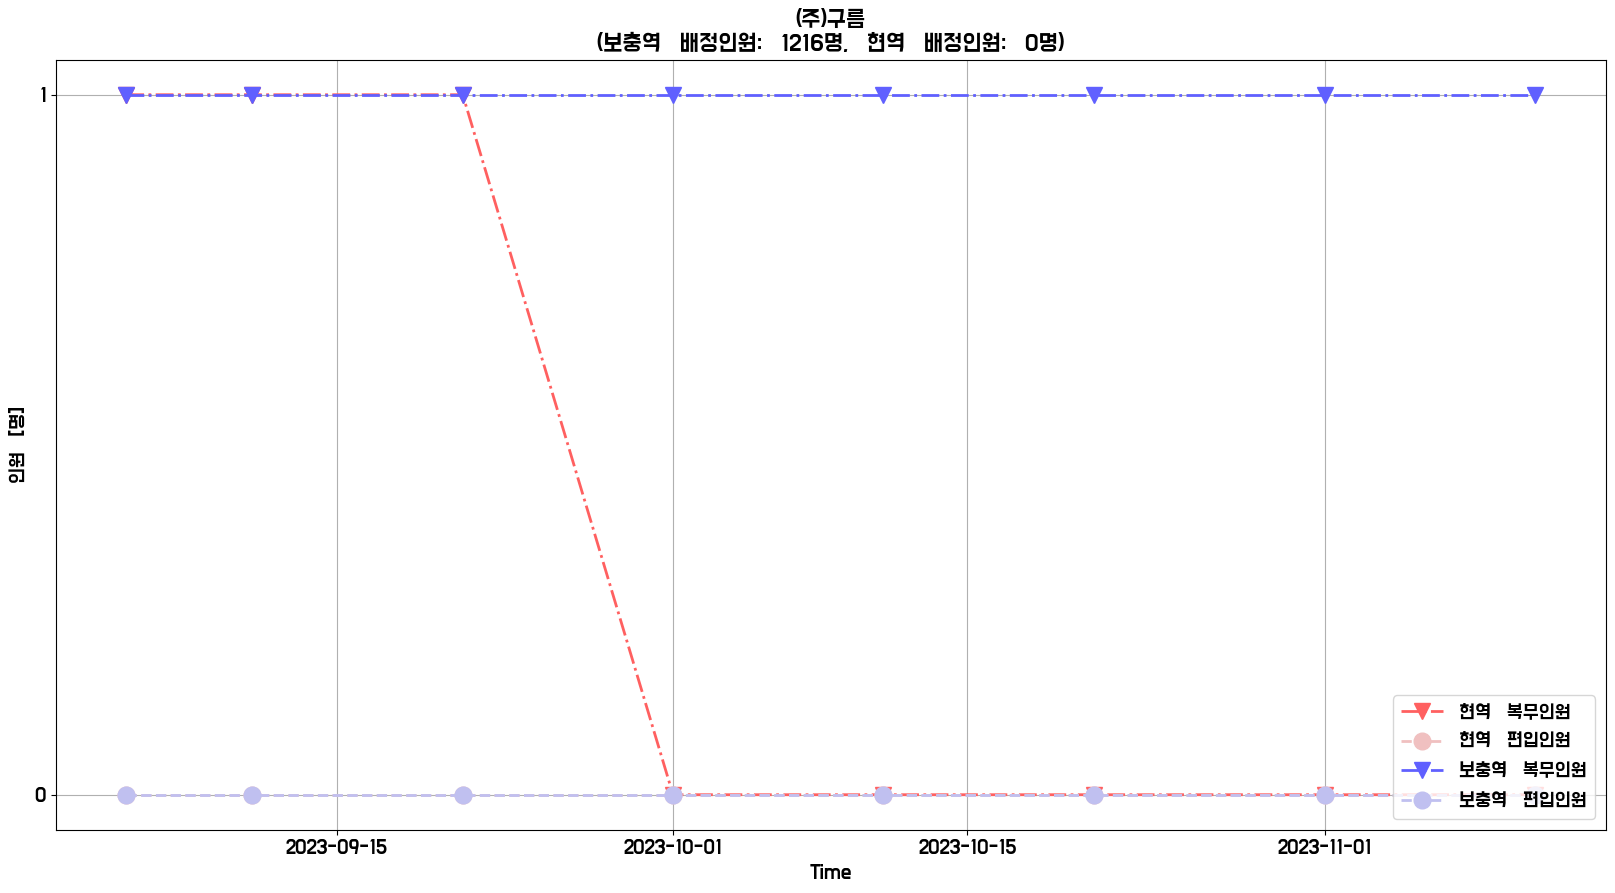 (주)구름
(보충역 배정인원: 1216명, 현역 배정인원: 0명)
1
0
인원 [명]
2023-09-15
2023-10-01
2023-10-15
2023-11-01
Time
현역 복무인원
현역 편입인원
보충역 복무인원
보충역 편입인원